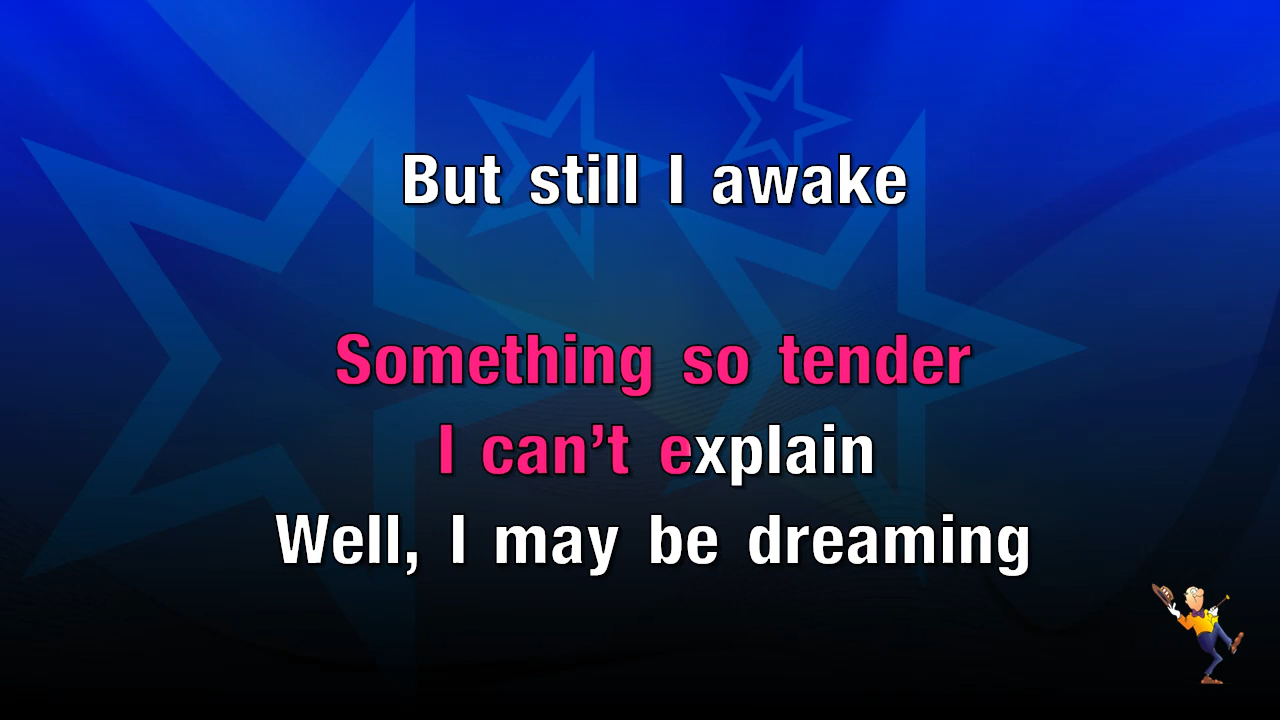 But still I awake
Something so tender
I can’t explain
Well, I may be dreaming